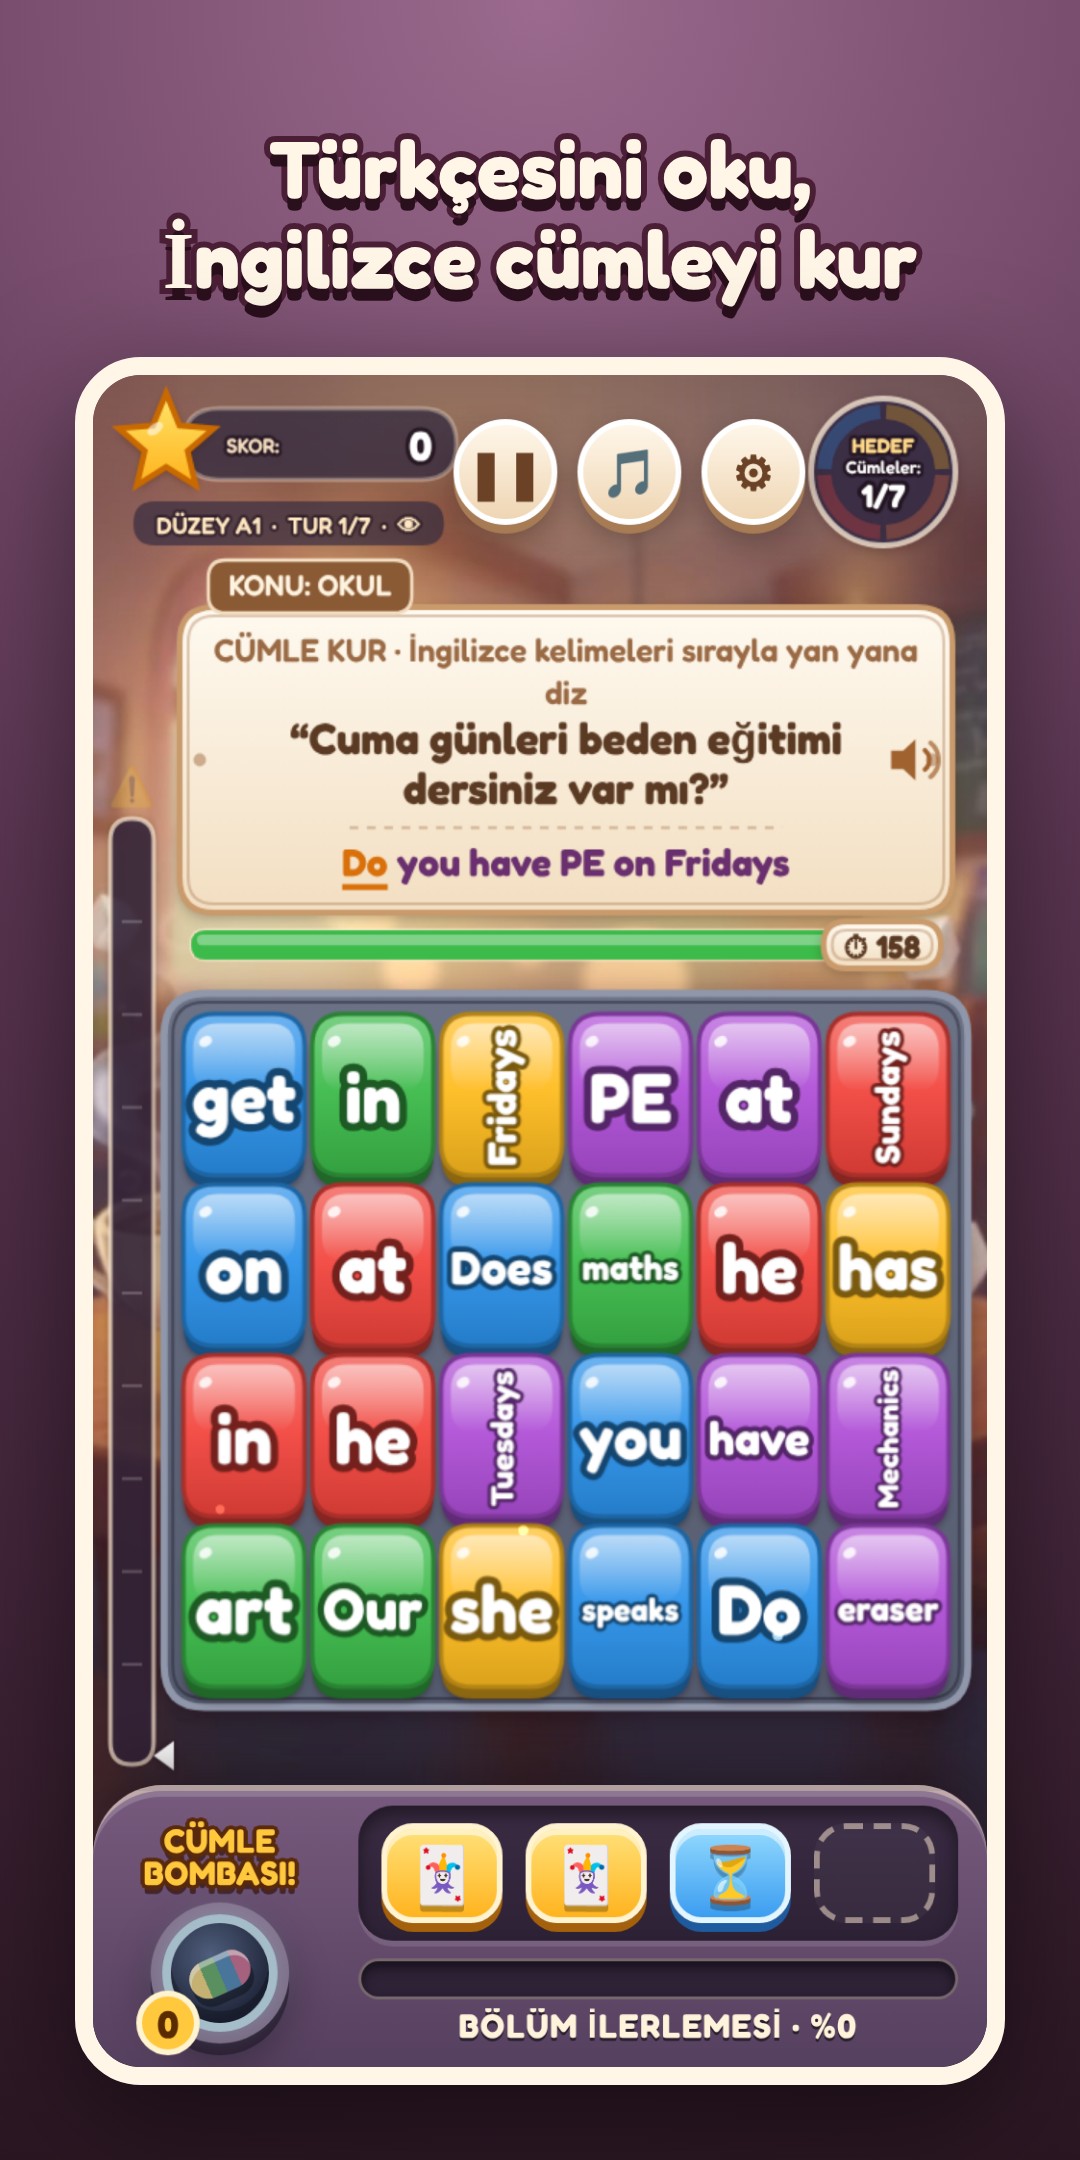 Türkçesini oku,
İngilizce cümleyi kur
SKOR: 0
HEDEF
Cümleler:
1/7
DÜZEY A1 · TUR 1/7 ·
KONU: OKUL
CÜMLE KUR · İngilizce kelimeleri sırayla yan yana
diz
“Cuma günleri beden eğitimi
dersiniz var mı?”
Do you have PE on Fridays
158
get in Fridays PE at Sundays
on at Does maths he has
in he Tuesdays you have Mechanics
art Our she speaks Do eraser
CÜMLE
BOMBASI!
0
BÖLÜM İLERLEMESİ · %0